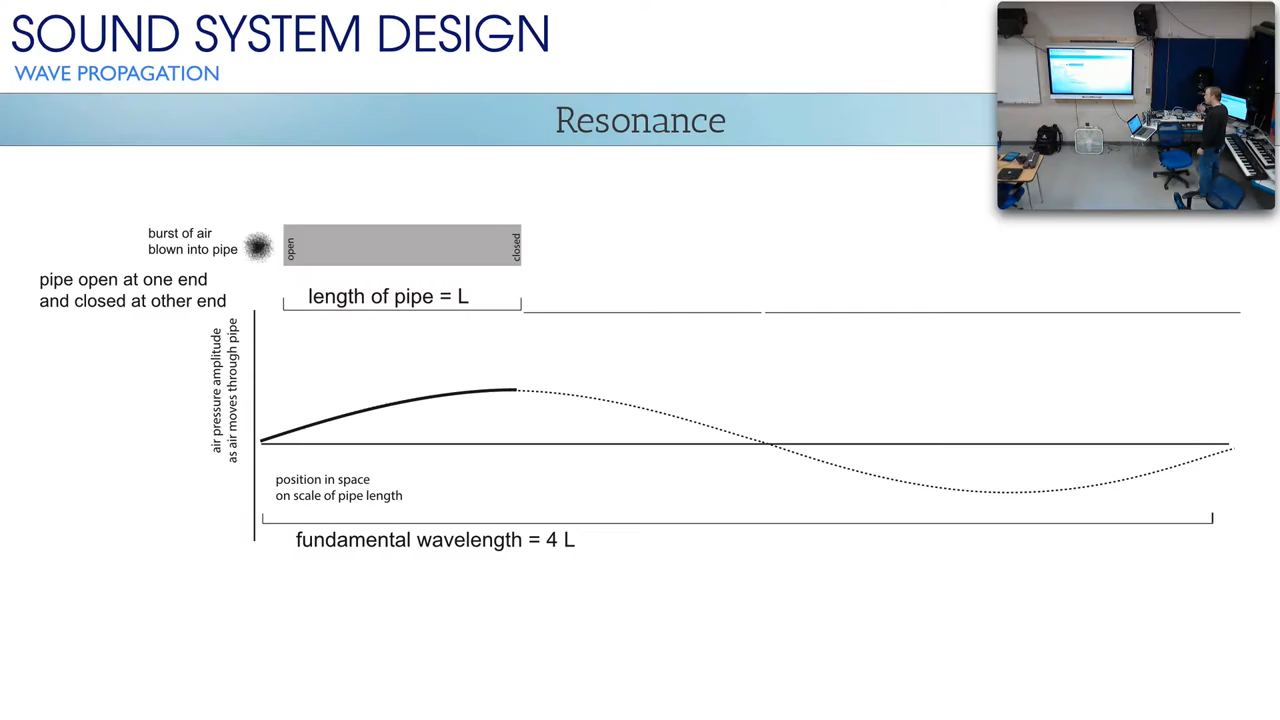 SOUND SYSTEM DESIGN
WAVE PROPAGATION
Resonance
burst of air
blown into pipe
open
closed
pipe open at one end
and closed at other end
length of pipe = L
air pressure amplitude
as air moves through pipe
position in space
on scale of pipe length
fundamental wavelength = 4 L